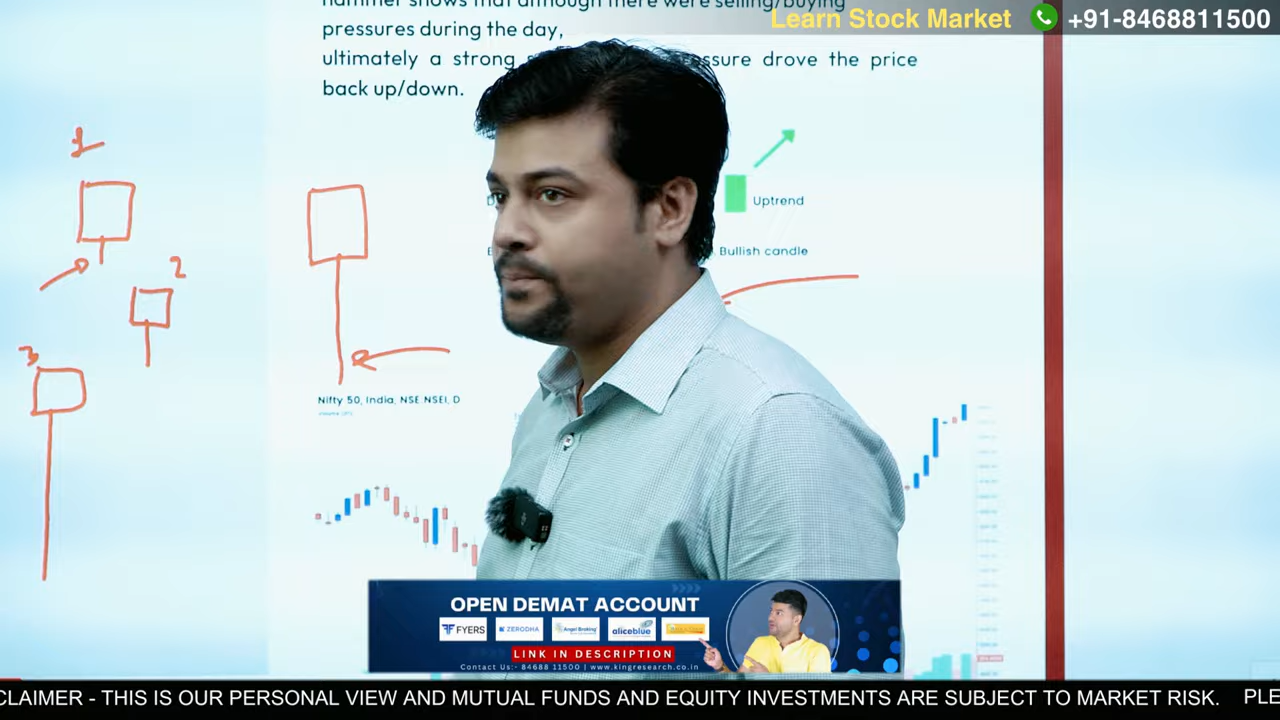 hammer shows that although there were selling/buying
Learn Stock Market +91-8468811500
pressures during the day,
ultimately a strong ssure drove the price
back up/down.
1
Uptrend
Bullish candle
2
3
Nifty 50, India, NSE NSEI, D
OPEN DEMAT ACCOUNT
FYERS ZERODHA Angel Broking aliceblue
LINK IN DESCRIPTION
Contact Us:- 84688 11500 | www.kingresearch.co.in
CLAIMER - THIS IS OUR PERSONAL VIEW AND MUTUAL FUNDS AND EQUITY INVESTMENTS ARE SUBJECT TO MARKET RISK. PLE